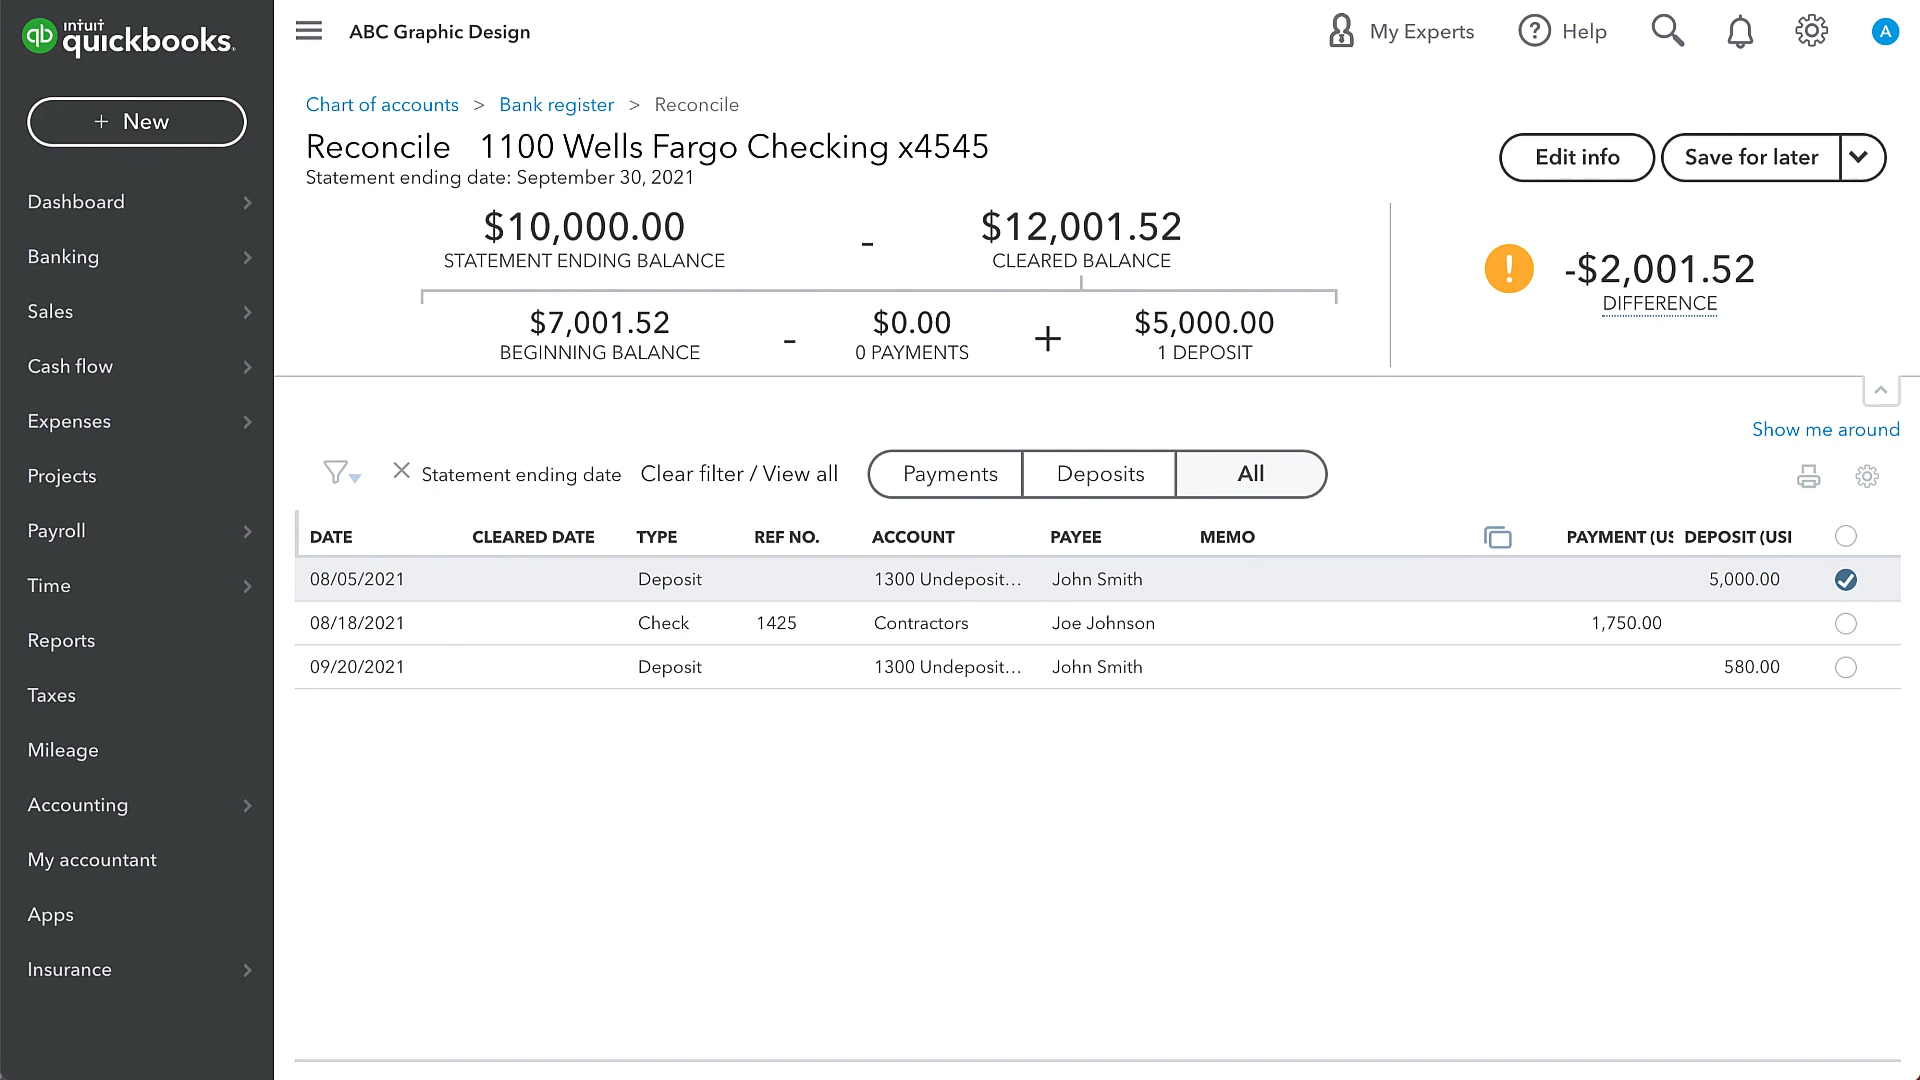 intuit
quickbooks.
+ New
Dashboard
Banking
Sales
Cash flow
Expenses
Projects
Payroll
Time
Reports
Taxes
Mileage
Accounting
My accountant
Apps
Insurance
ABC Graphic Design
My Experts
? Help
A
Chart of accounts > Bank register > Reconcile
Reconcile 1100 Wells Fargo Checking x4545
Statement ending date: September 30, 2021
Edit info
Save for later
$10,000.00 - $12,001.52
STATEMENT ENDING BALANCE CLEARED BALANCE
$7,001.52 - $0.00 + $5,000.00
BEGINNING BALANCE 0 PAYMENTS 1 DEPOSIT
! -$2,001.52
DIFFERENCE
Show me around
Statement ending date Clear filter / View all Payments Deposits All
DATE CLEARED DATE TYPE REF NO. ACCOUNT PAYEE MEMO PAYMENT (US DEPOSIT (USI
08/05/2021 Deposit 1300 Undeposit... John Smith 5,000.00
08/18/2021 Check 1425 Contractors Joe Johnson 1,750.00
09/20/2021 Deposit 1300 Undeposit... John Smith 580.00